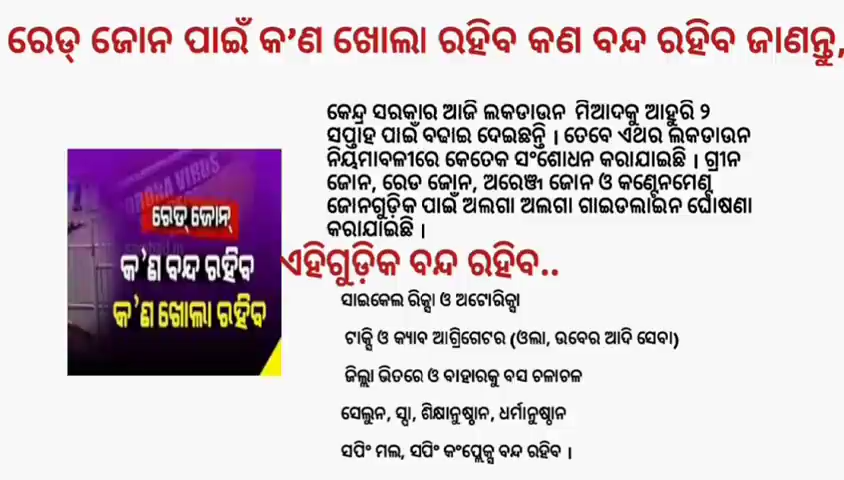 ରେଡ୍ ଜୋନ ପାଇଁ କ’ଣ ଖୋଲା ରହିବ କଣ ବନ୍ଦ ରହିବ ଜାଣନ୍ତୁ,
କେନ୍ଦ୍ର ସରକାର ଆଜି ଲକଡାଉନ ମିଆଦକୁ ଆହୁରି ୨
ସପ୍ତାହ ପାଇଁ ବଢାଇ ଦେଇଛନ୍ତି । ତେବେ ଏଥର ଲକଡାଉନ
ନିୟମାବଳୀରେ କେତେକ ସଂଶୋଧନ କରାଯାଇଛି । ଗ୍ରୀନ
ଜୋନ, ରେଡ ଜୋନ, ଅରେଞ୍ଜ ଜୋନ ଓ କଣ୍ଟେନମେଣ୍ଟ
ଜୋନଗୁଡ଼ିକ ପାଇଁ ଅଲଗା ଅଲଗା ଗାଇଡଲାଇନ ଘୋଷଣା
କରାଯାଇଛି ।
VIRUS
ରେଡ୍ ଜୋନ୍
କ’ଣ ବନ୍ଦ ରହିବ
କ’ଣ ଖୋଲା ରହିବ
ଏହିଗୁଡ଼ିକ ବନ୍ଦ ରହିବ..
ସାଇକେଲ ରିକ୍ସା ଓ ଅଟୋରିକ୍ସା
ଟାକ୍ସି ଓ କ୍ୟାବ ଆଗ୍ରିଗେଟର (ଓଲା, ଉବେର ଆଦି ସେବା)
ଜିଲ୍ଲା ଭିତରେ ଓ ବାହାରକୁ ବସ ଚଳାଚଳ
ସେଲୁନ, ସ୍ପା, ଶିକ୍ଷାନୁଷ୍ଠାନ, ଧର୍ମାନୁଷ୍ଠାନ
ସପିଂ ମଲ, ସପିଂ କଂପ୍ଲେକ୍ସ ବନ୍ଦ ରହିବ ।